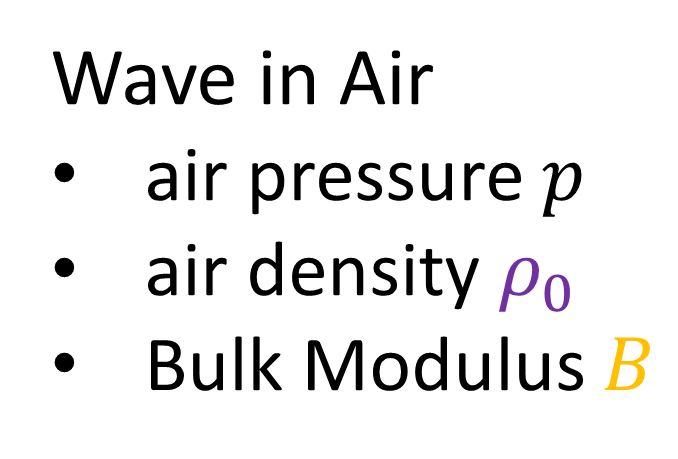 Wave in Air
• air pressure 𝑝
• air density 𝜌₀
• Bulk Modulus 𝐵